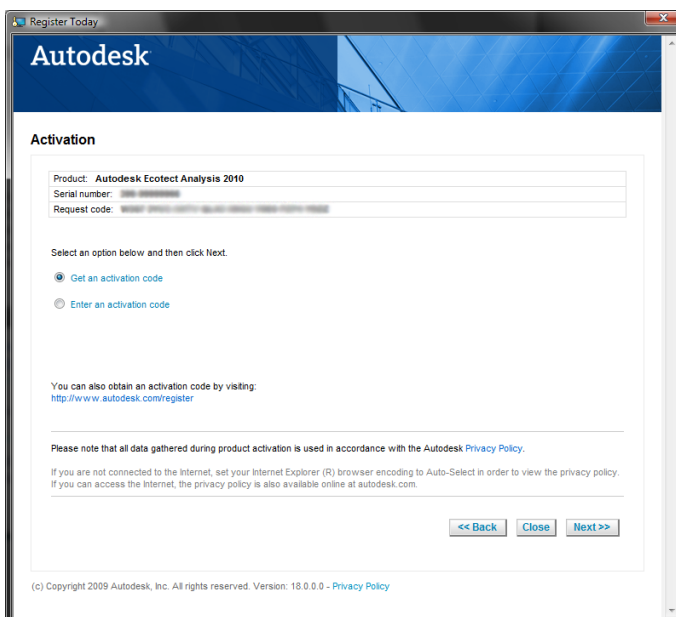 Register Today
Autodesk
Activation
Product: Autodesk Ecotect Analysis 2010
Serial number:
Request code:
Select an option below and then click Next.
Get an activation code
Enter an activation code
You can also obtain an activation code by visiting:
http://www.autodesk.com/register
Please note that all data gathered during product activation is used in accordance with the Autodesk Privacy Policy.
If you are not connected to the Internet, set your Internet Explorer (R) browser encoding to Auto-Select in order to view the privacy policy.
If you can access the Internet, the privacy policy is also available online at autodesk.com.
<< Back Close Next >>
(c) Copyright 2009 Autodesk, Inc. All rights reserved. Version: 18.0.0.0 - Privacy Policy